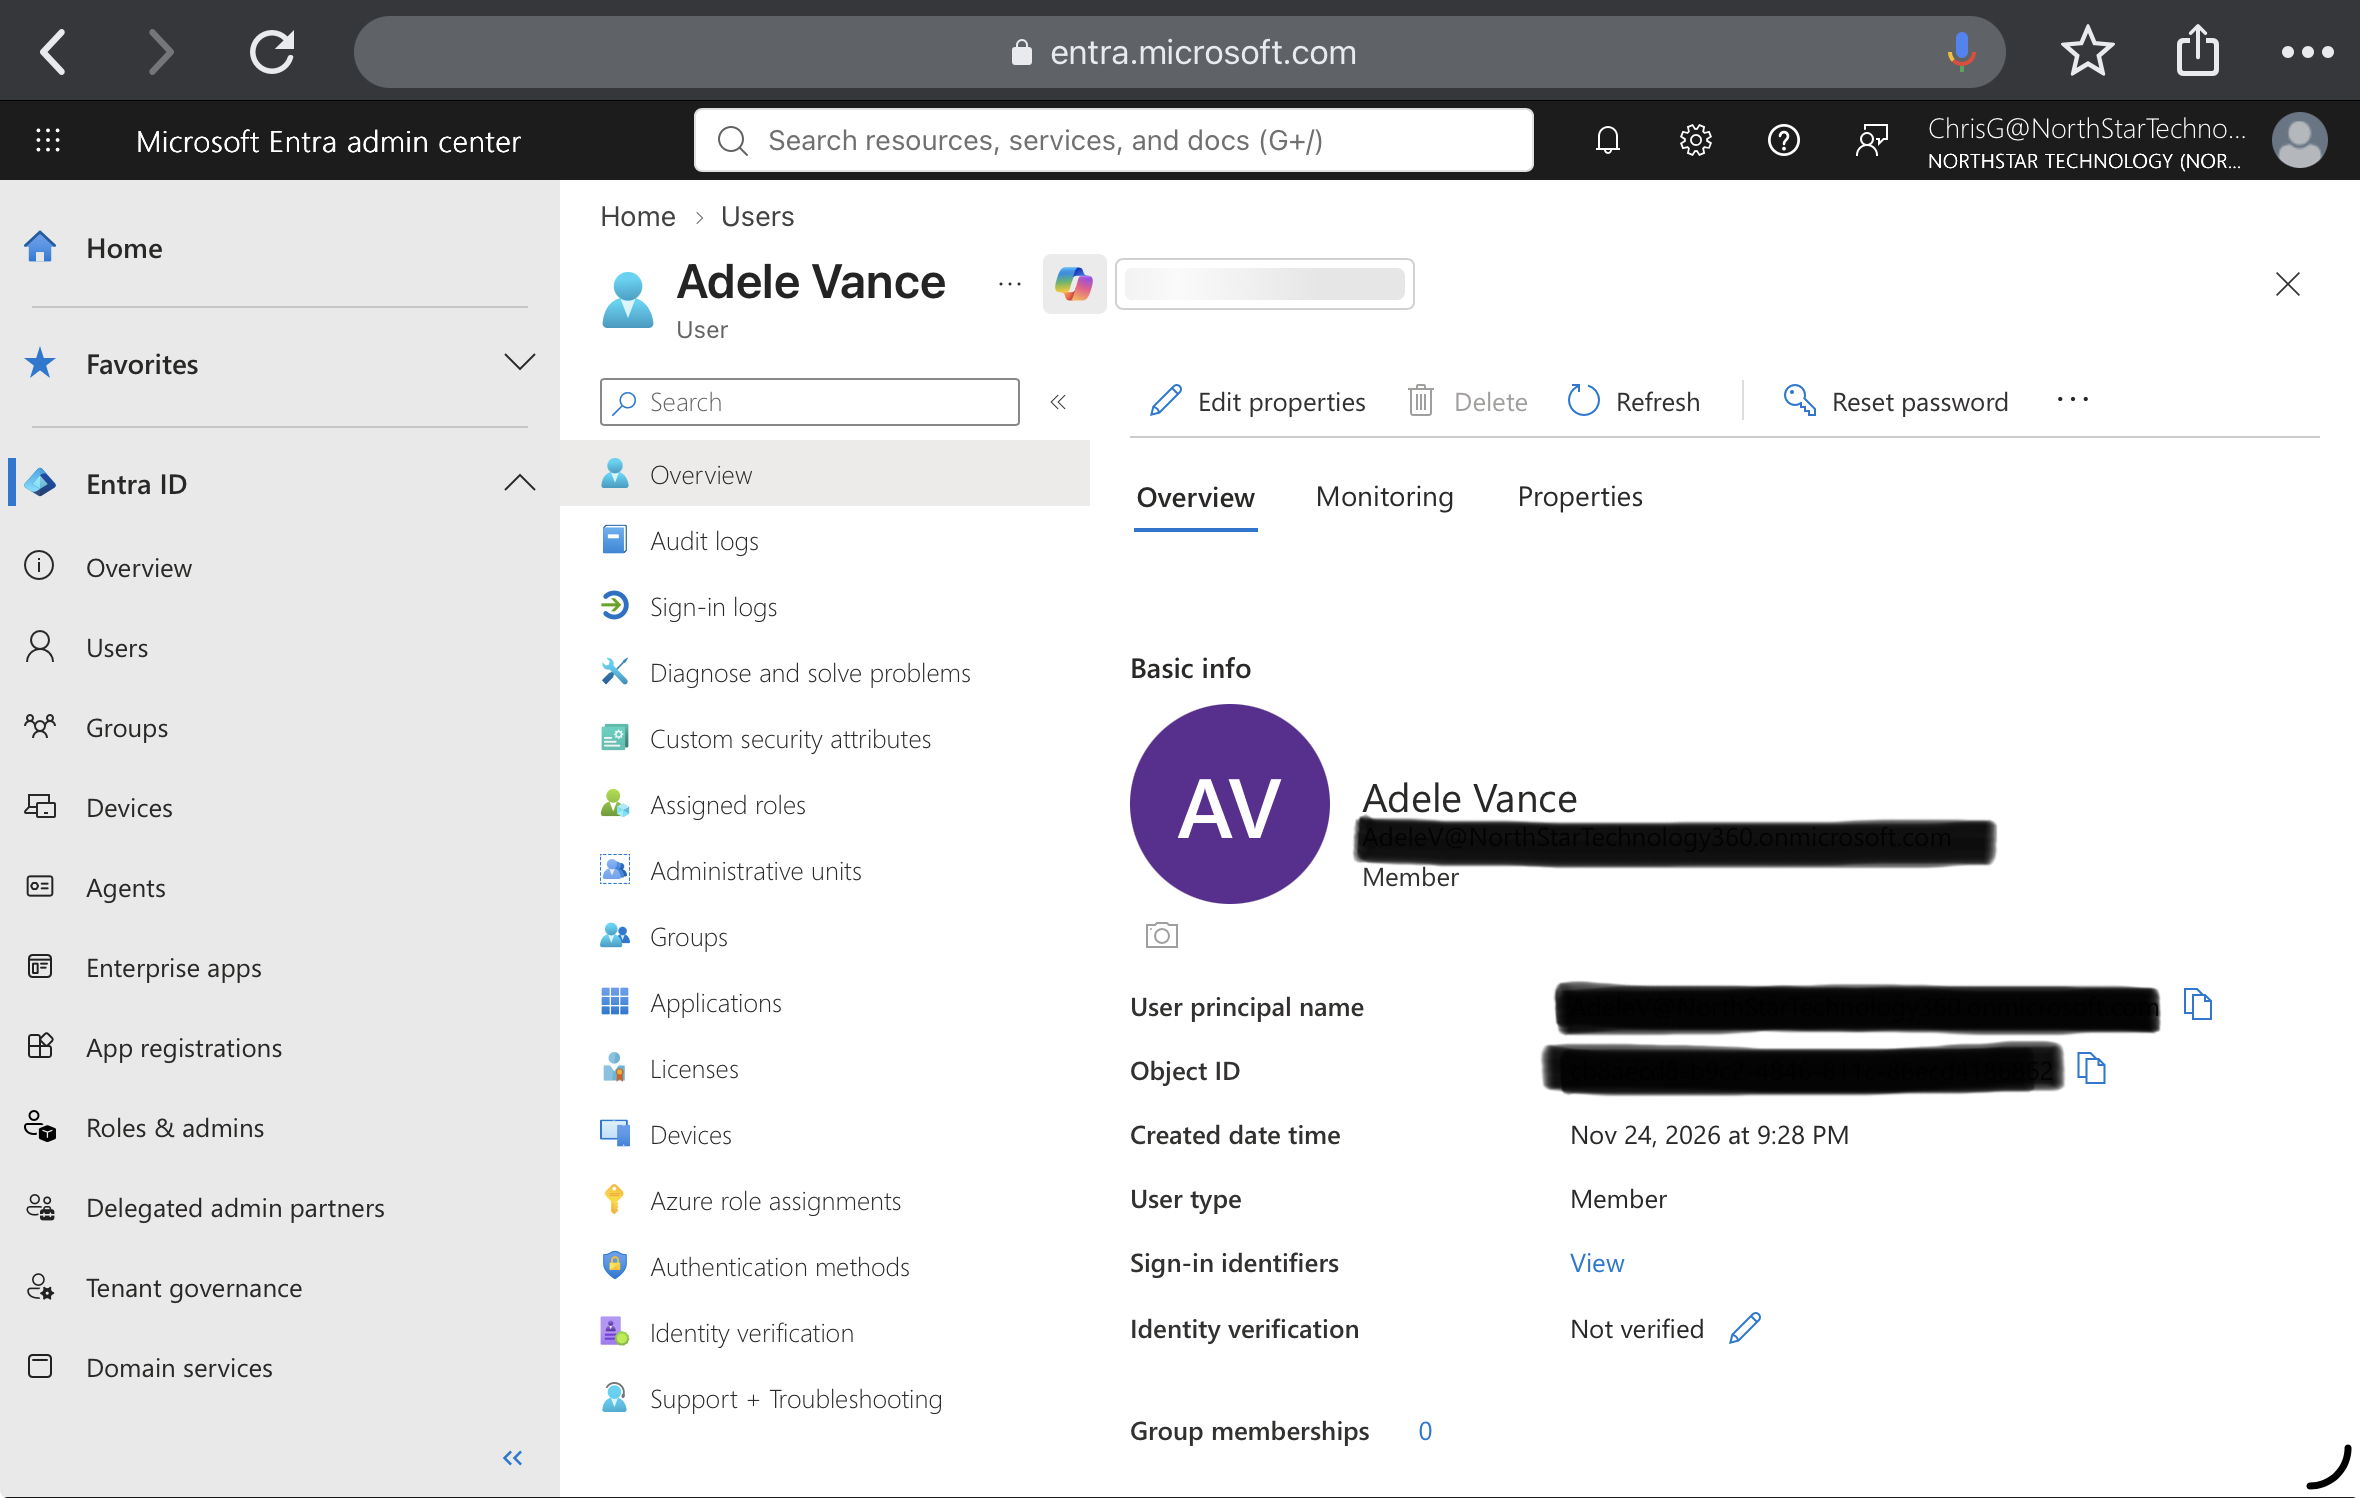 entra.microsoft.com
Microsoft Entra admin center
Search resources, services, and docs (G+/)
ChrisG@NorthStarTechno...
NORTHSTAR TECHNOLOGY (NOR...
Home
Favorites
Entra ID
Overview
Users
Groups
Devices
Agents
Enterprise apps
App registrations
Roles & admins
Delegated admin partners
Tenant governance
Domain services
Home > Users
Adele Vance
User
Search
Overview
Audit logs
Sign-in logs
Diagnose and solve problems
Custom security attributes
Assigned roles
Administrative units
Groups
Applications
Licenses
Devices
Azure role assignments
Authentication methods
Identity verification
Support + Troubleshooting
Edit properties Delete Refresh Reset password
Overview Monitoring Properties
Basic info
AV
Adele Vance
Member
User principal name
Object ID
Created date time Nov 24, 2026 at 9:28 PM
User type Member
Sign-in identifiers View
Identity verification Not verified
Group memberships 0